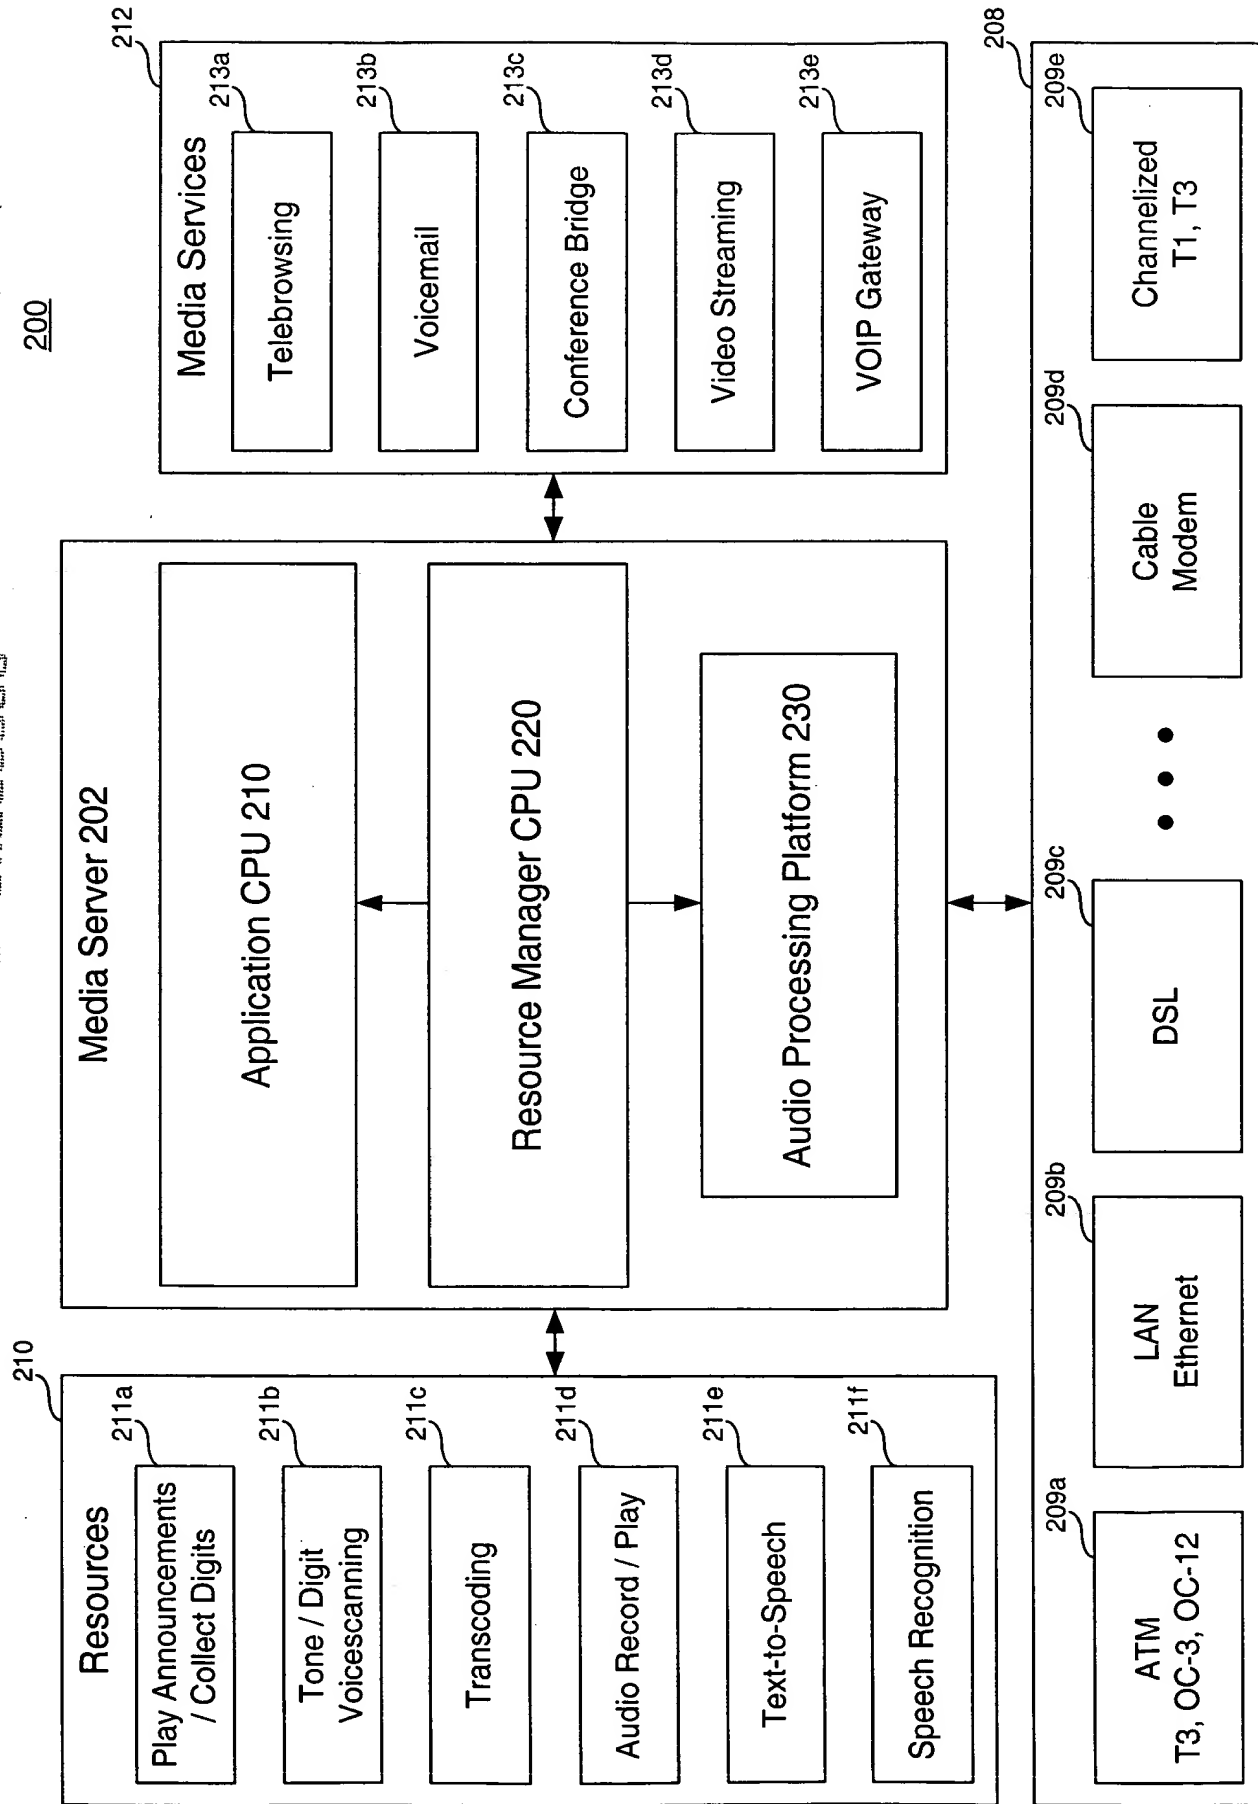 200
210
Resources
211a
Play Announcements
/ Collect Digits
211b
Tone / Digit
Voicescanning
211c
Transcoding
211d
Audio Record / Play
211e
Text-to-Speech
211f
Speech Recognition
Media Server 202
Application CPU 210
Resource Manager CPU 220
Audio Processing Platform 230
212
Media Services
213a
Telebrowsing
213b
Voicemail
213c
Conference Bridge
213d
Video Streaming
213e
VOIP Gateway
208
209a
ATM
T3, OC-3, OC-12
209b
LAN
Ethernet
209c
DSL
209d
Cable
Modem
209e
Channelized
T1, T3